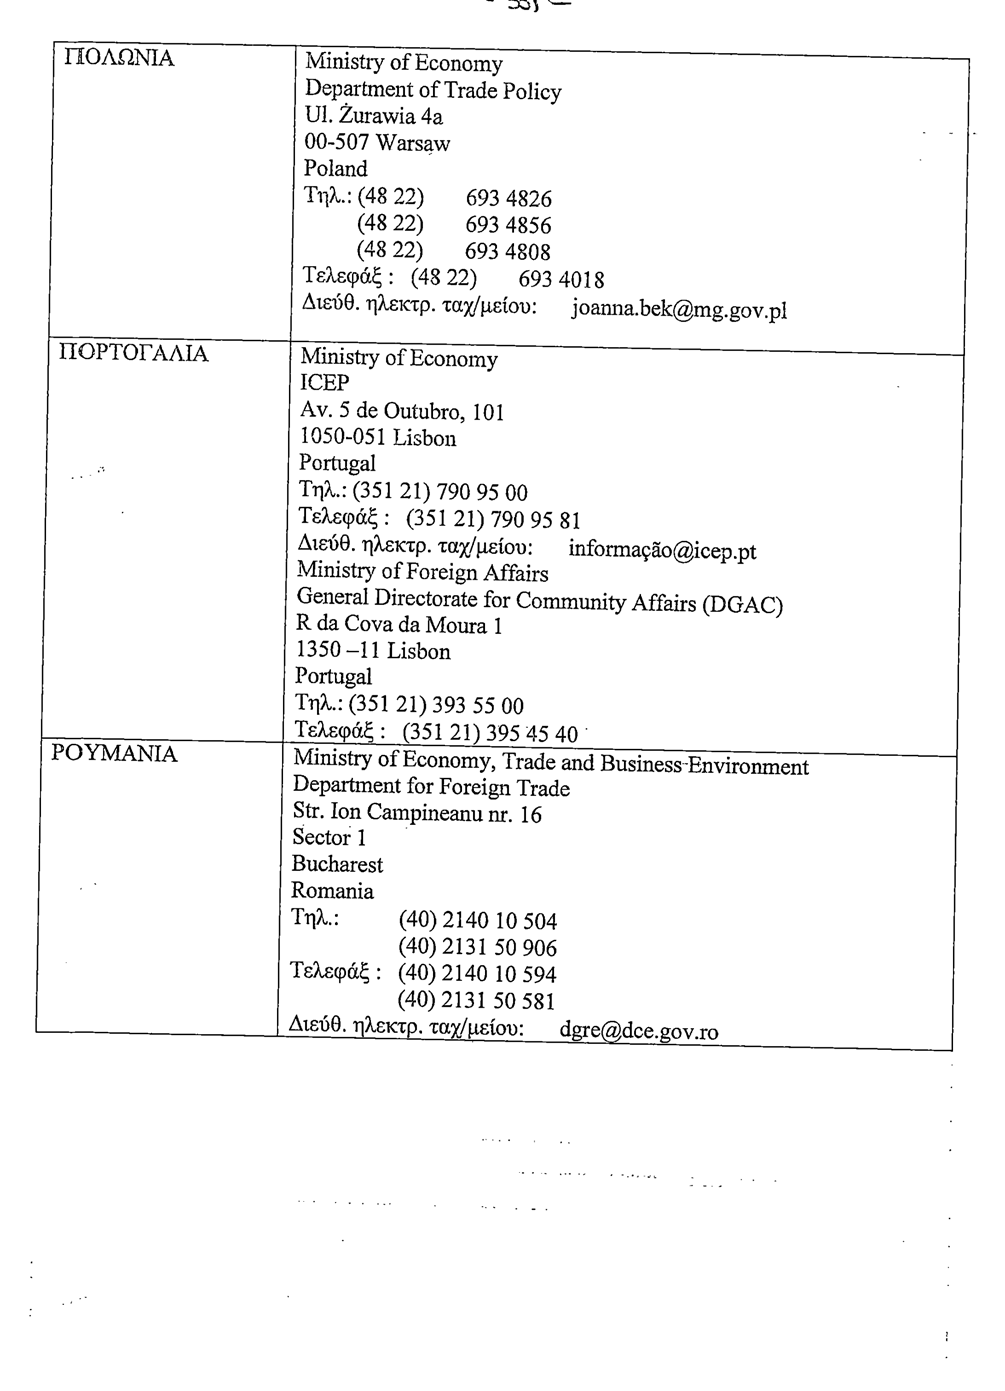 ΠΟΛΩΝΙΑ
Ministry of Economy
Department of Trade Policy
Ul. Żurawia 4a
00-507 Warsaw
Poland
Τηλ.: (48 22) 693 4826
(48 22) 693 4856
(48 22) 693 4808
Τελεφάξ : (48 22) 693 4018
Διεύθ. ηλεκτρ. ταχ/μείου: joanna.bek@mg.gov.pl
ΠΟΡΤΟΓΑΛΙΑ
Ministry of Economy
ICEP
Av. 5 de Outubro, 101
1050-051 Lisbon
Portugal
Τηλ.: (351 21) 790 95 00
Τελεφάξ : (351 21) 790 95 81
Διεύθ. ηλεκτρ. ταχ/μείου: informação@icep.pt
Ministry of Foreign Affairs
General Directorate for Community Affairs (DGAC)
R da Cova da Moura 1
1350 –11 Lisbon
Portugal
Τηλ.: (351 21) 393 55 00
Τελεφάξ : (351 21) 395 45 40
ΡΟΥΜΑΝΙΑ
Ministry of Economy, Trade and Business Environment
Department for Foreign Trade
Str. Ion Campineanu nr. 16
Sector 1
Bucharest
Romania
Τηλ.: (40) 2140 10 504
(40) 2131 50 906
Τελεφάξ : (40) 2140 10 594
(40) 2131 50 581
Διεύθ. ηλεκτρ. ταχ/μείου: dgre@dce.gov.ro